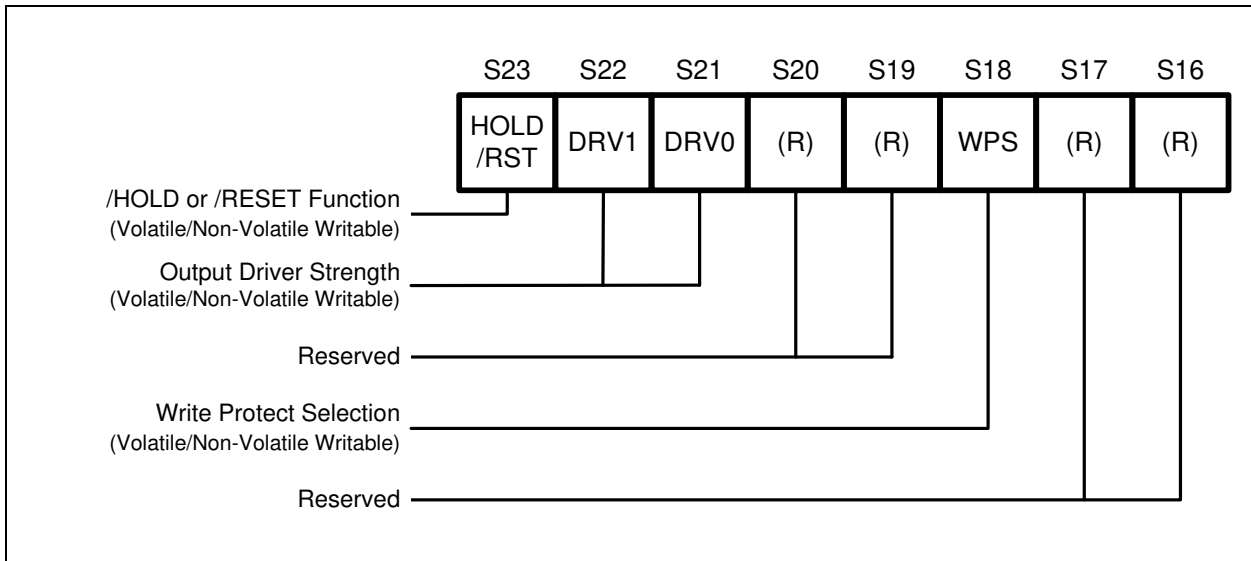 S23 S22 S21 S20 S19 S18 S17 S16
HOLD
/RST
DRV1 DRV0 (R) (R) WPS (R) (R)
/HOLD or /RESET Function
(Volatile/Non-Volatile Writable)
Output Driver Strength
(Volatile/Non-Volatile Writable)
Reserved
Write Protect Selection
(Volatile/Non-Volatile Writable)
Reserved